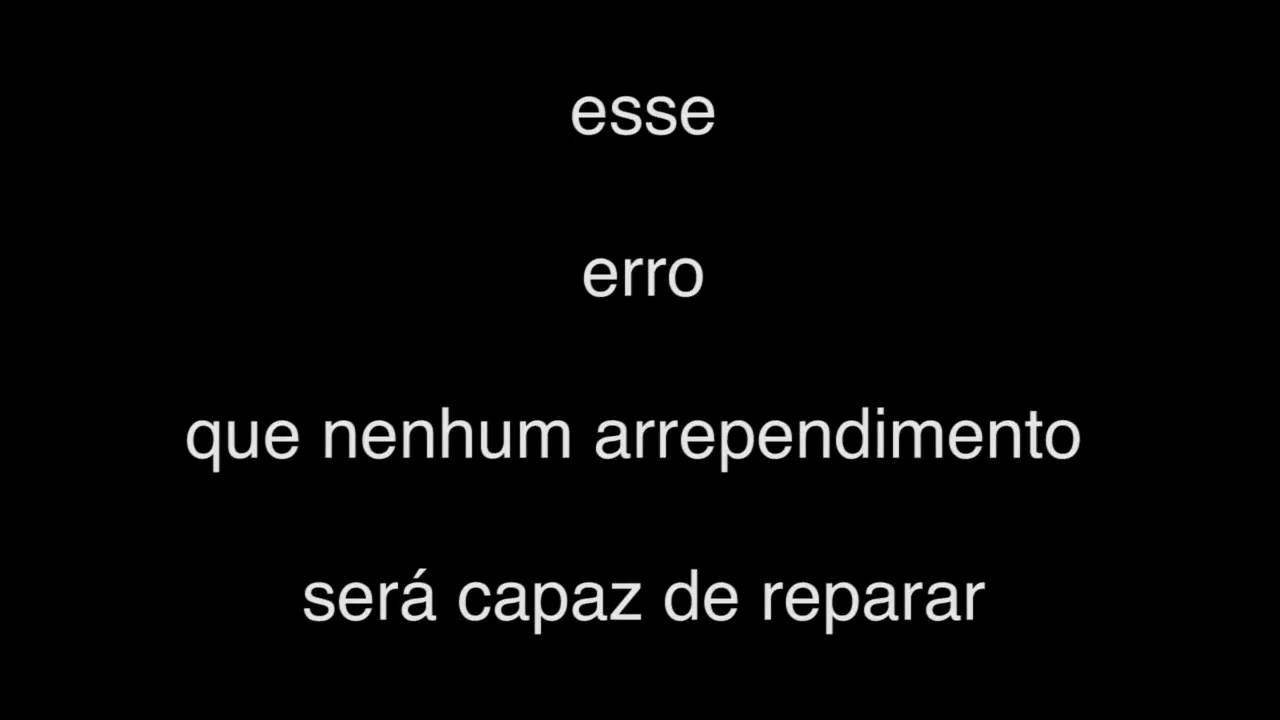 esse
erro
que nenhum arrependimento
será capaz de reparar